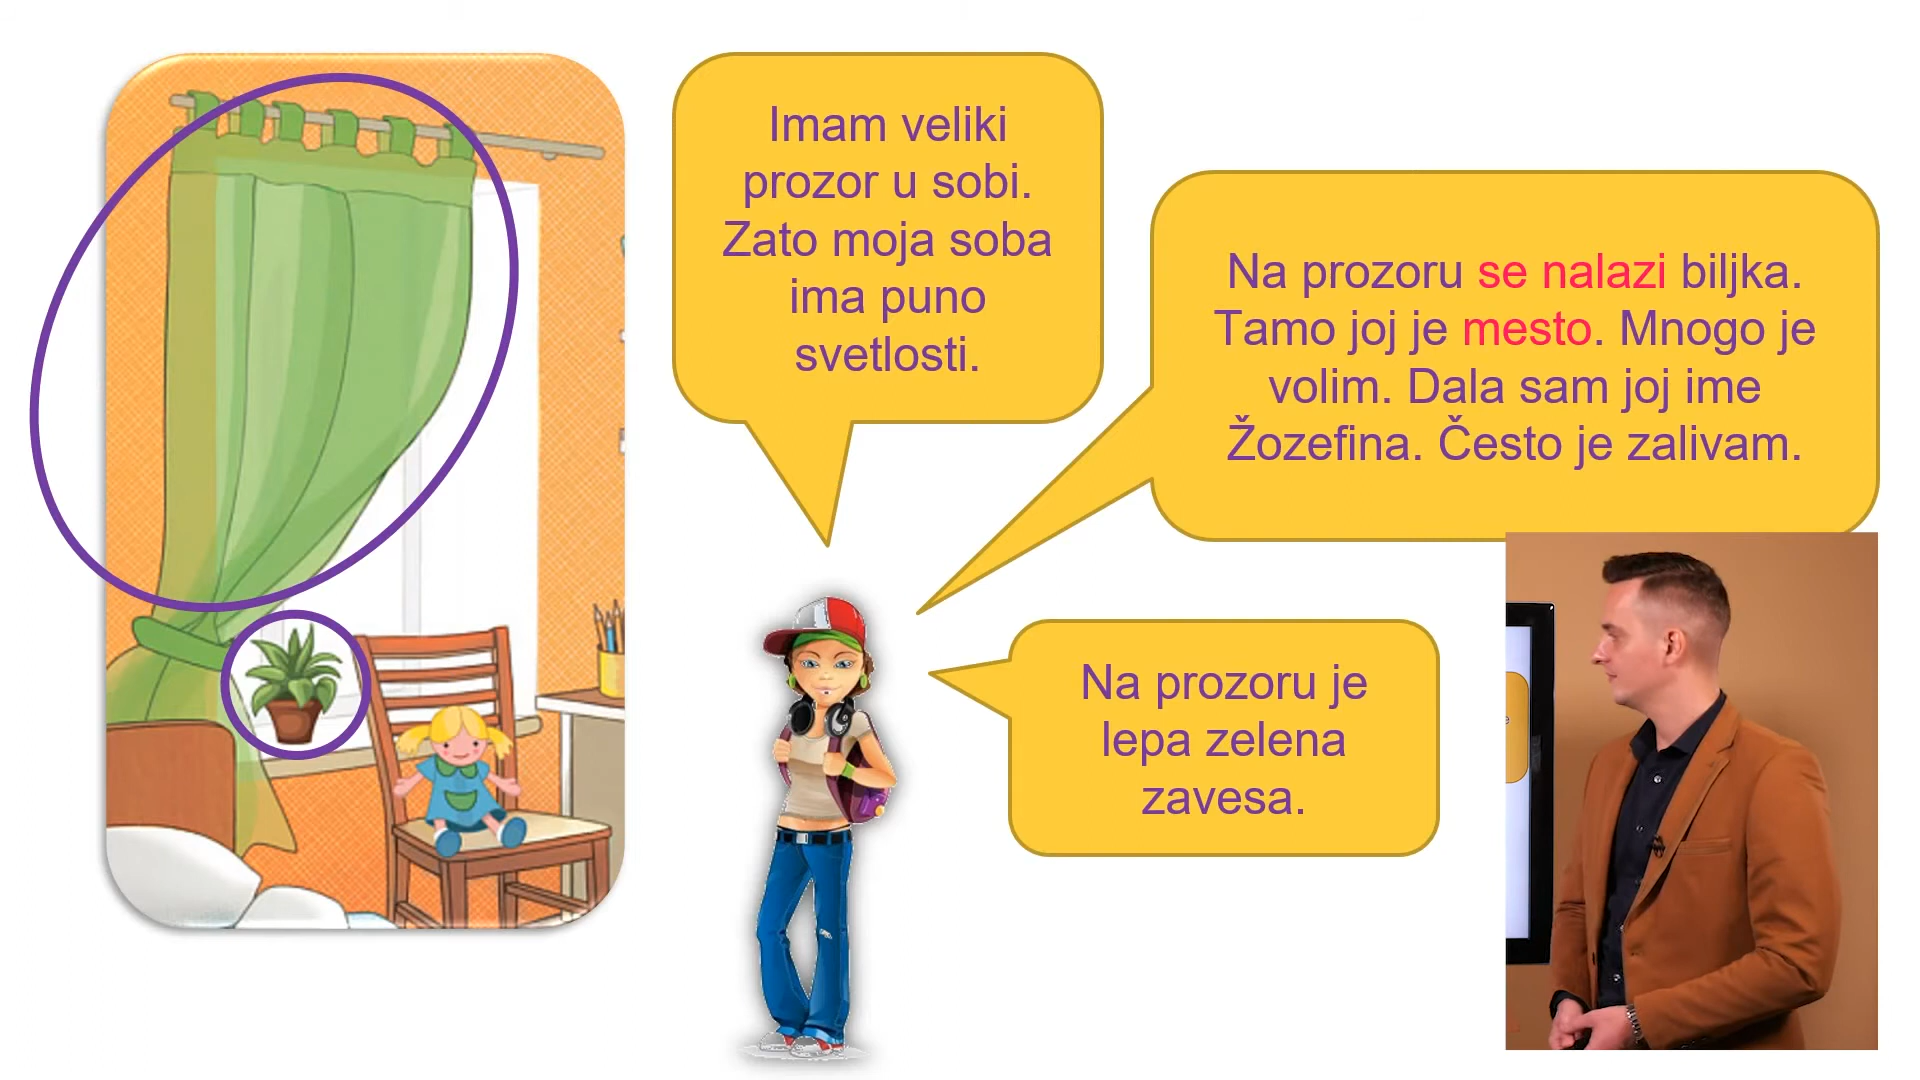 Imam veliki
prozor u sobi.
Zato moja soba
ima puno
svetlosti.
Na prozoru se nalazi biljka.
Tamo joj je mesto. Mnogo je
volim. Dala sam joj ime
Žozefina. Često je zalivam.
Na prozoru je
lepa zelena
zavesa.